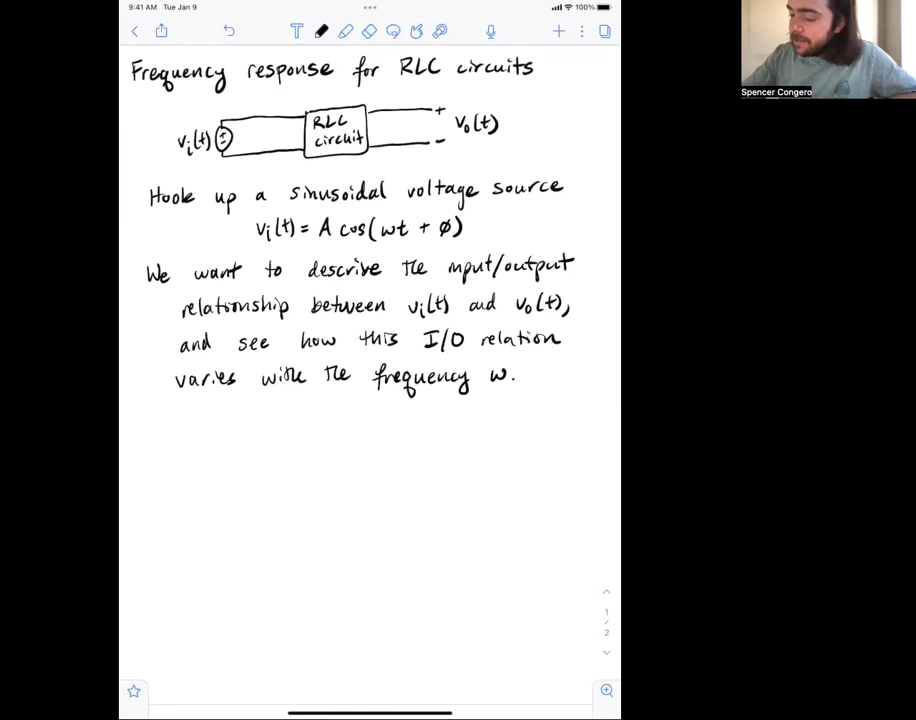 9:41 AM Tue Jan 9
100%
Spencer Congero
Frequency response for RLC circuits
vi(t) + - RLC circuit + - vo(t)
Hook up a sinusoidal voltage source
vi(t) = A cos(ωt + φ)
We want to describe the input/output
relationship between vi(t) and vo(t),
and see how this I/O relation
varies with the frequency ω.
1
/
2